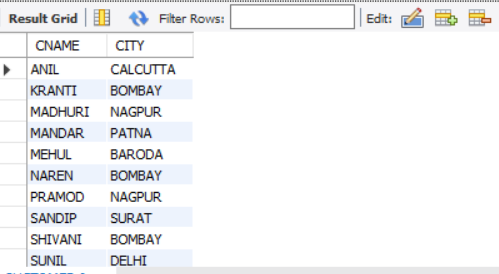 Result Grid Filter Rows: Edit:
CNAME CITY
ANIL CALCUTTA
KRANTI BOMBAY
MADHURI NAGPUR
MANDAR PATNA
MEHUL BARODA
NAREN BOMBAY
PRAMOD NAGPUR
SANDIP SURAT
SHIVANI BOMBAY
SUNIL DELHI